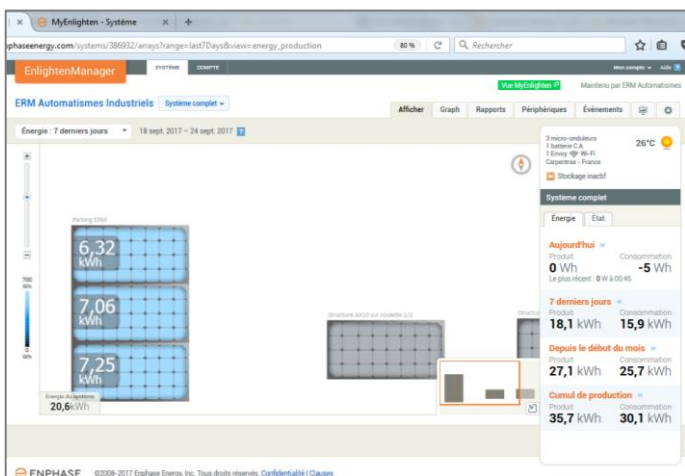 MyEnlighten - Système
nphaseenergy.com/systems/386932/arrays?range=last7Days&view=energy_production
80 %
Rechercher
EnlightenManager
SYSTÈME
COMPTE
Mon compte
Aide
Vue MyEnlighten
Maintenu par ERM Automatismes
ERM Automatismes Industriels
Système complet
Afficher
Graph
Rapports
Périphériques
Événements
Énergie : 7 derniers jours
18 sept. 2017 – 24 sept. 2017
3 micro-onduleurs
1 batterie C.A.
1 Envoy Wi-Fi
Carpentras - France
26°C
Stockage inactif
Système complet
Énergie
État
6,32
kWh
7,06
kWh
7,25
kWh
700
Wh
0
Wh
Énergie du système
20,6kWh
Aujourd'hui
Produit
Consommation
0 Wh
-5 Wh
Le plus récent : 0 W à 00:45
7 derniers jours
Produit
Consommation
18,1 kWh
15,9 kWh
Depuis le début du mois
Produit
Consommation
27,1 kWh
25,7 kWh
Cumul de production
Produit
Consommation
35,7 kWh
30,1 kWh
ENPHASE
©2008-2017 Enphase Energy, Inc. Tous droits réservés. Confidentialité | Clauses